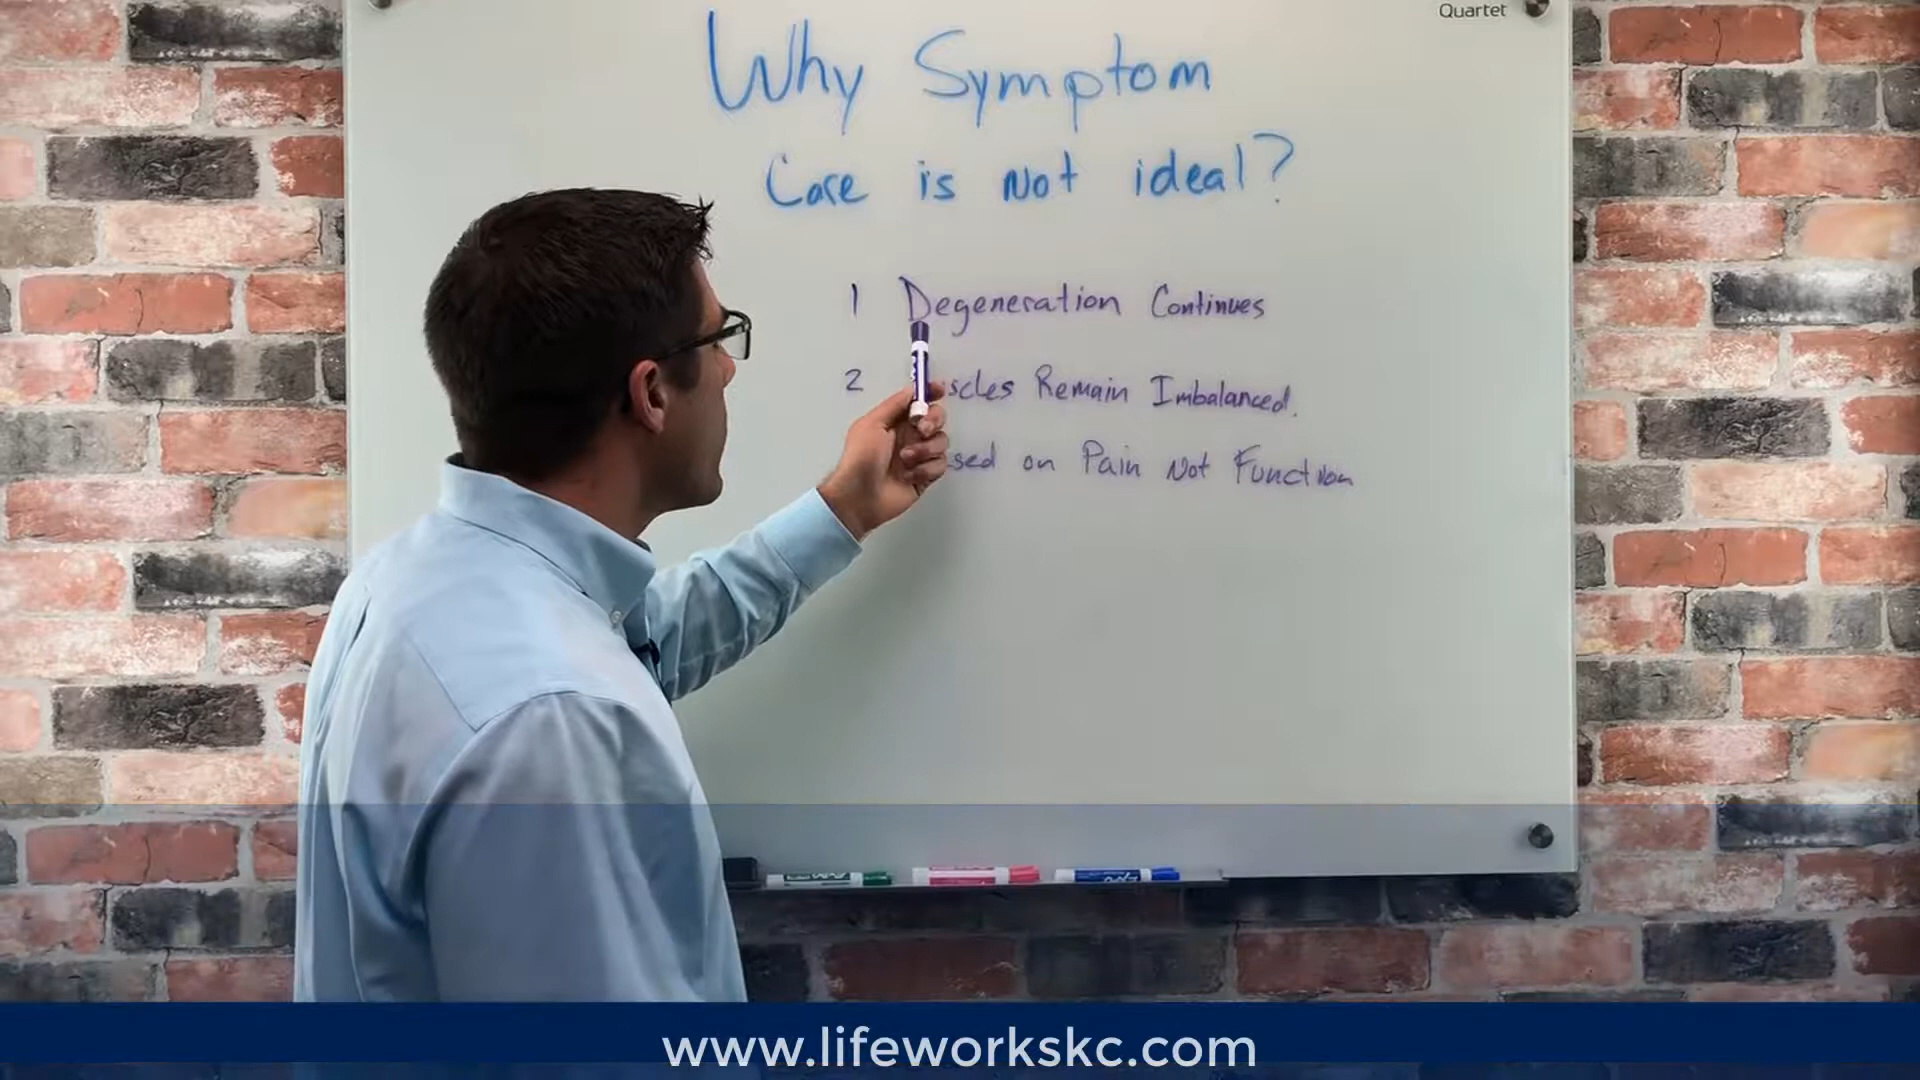 Quartet
Why Symptom
Care is Not ideal?
1 Degeneration Continues
2 Remain Imbalanced.
on Pain Not Function
www.lifeworkskc.com